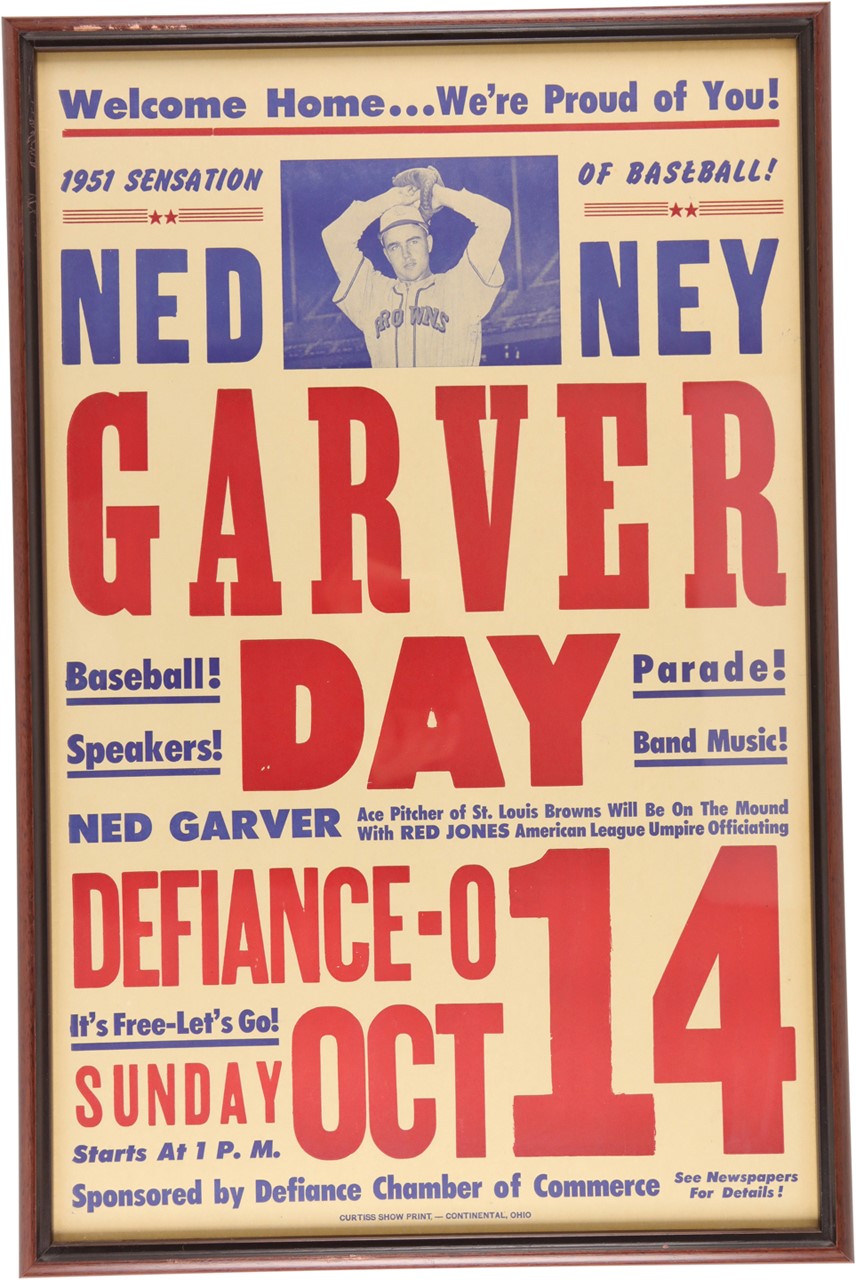 Welcome Home...We're Proud of You!
1951 SENSATION OF BASEBALL!
NED NEY
BROWNS
GARVER
Baseball! DAY Parade!
Speakers! Band Music!
NED GARVER Ace Pitcher of St. Louis Browns Will Be On The Mound
With RED JONES American League Umpire Officiating
DEFIANCE-O
It's Free-Let's Go!
SUNDAY OCT 14
Starts At 1 P. M.
Sponsored by Defiance Chamber of Commerce See Newspapers
For Details!
CURTISS SHOW PRINT, — CONTINENTAL, OHIO